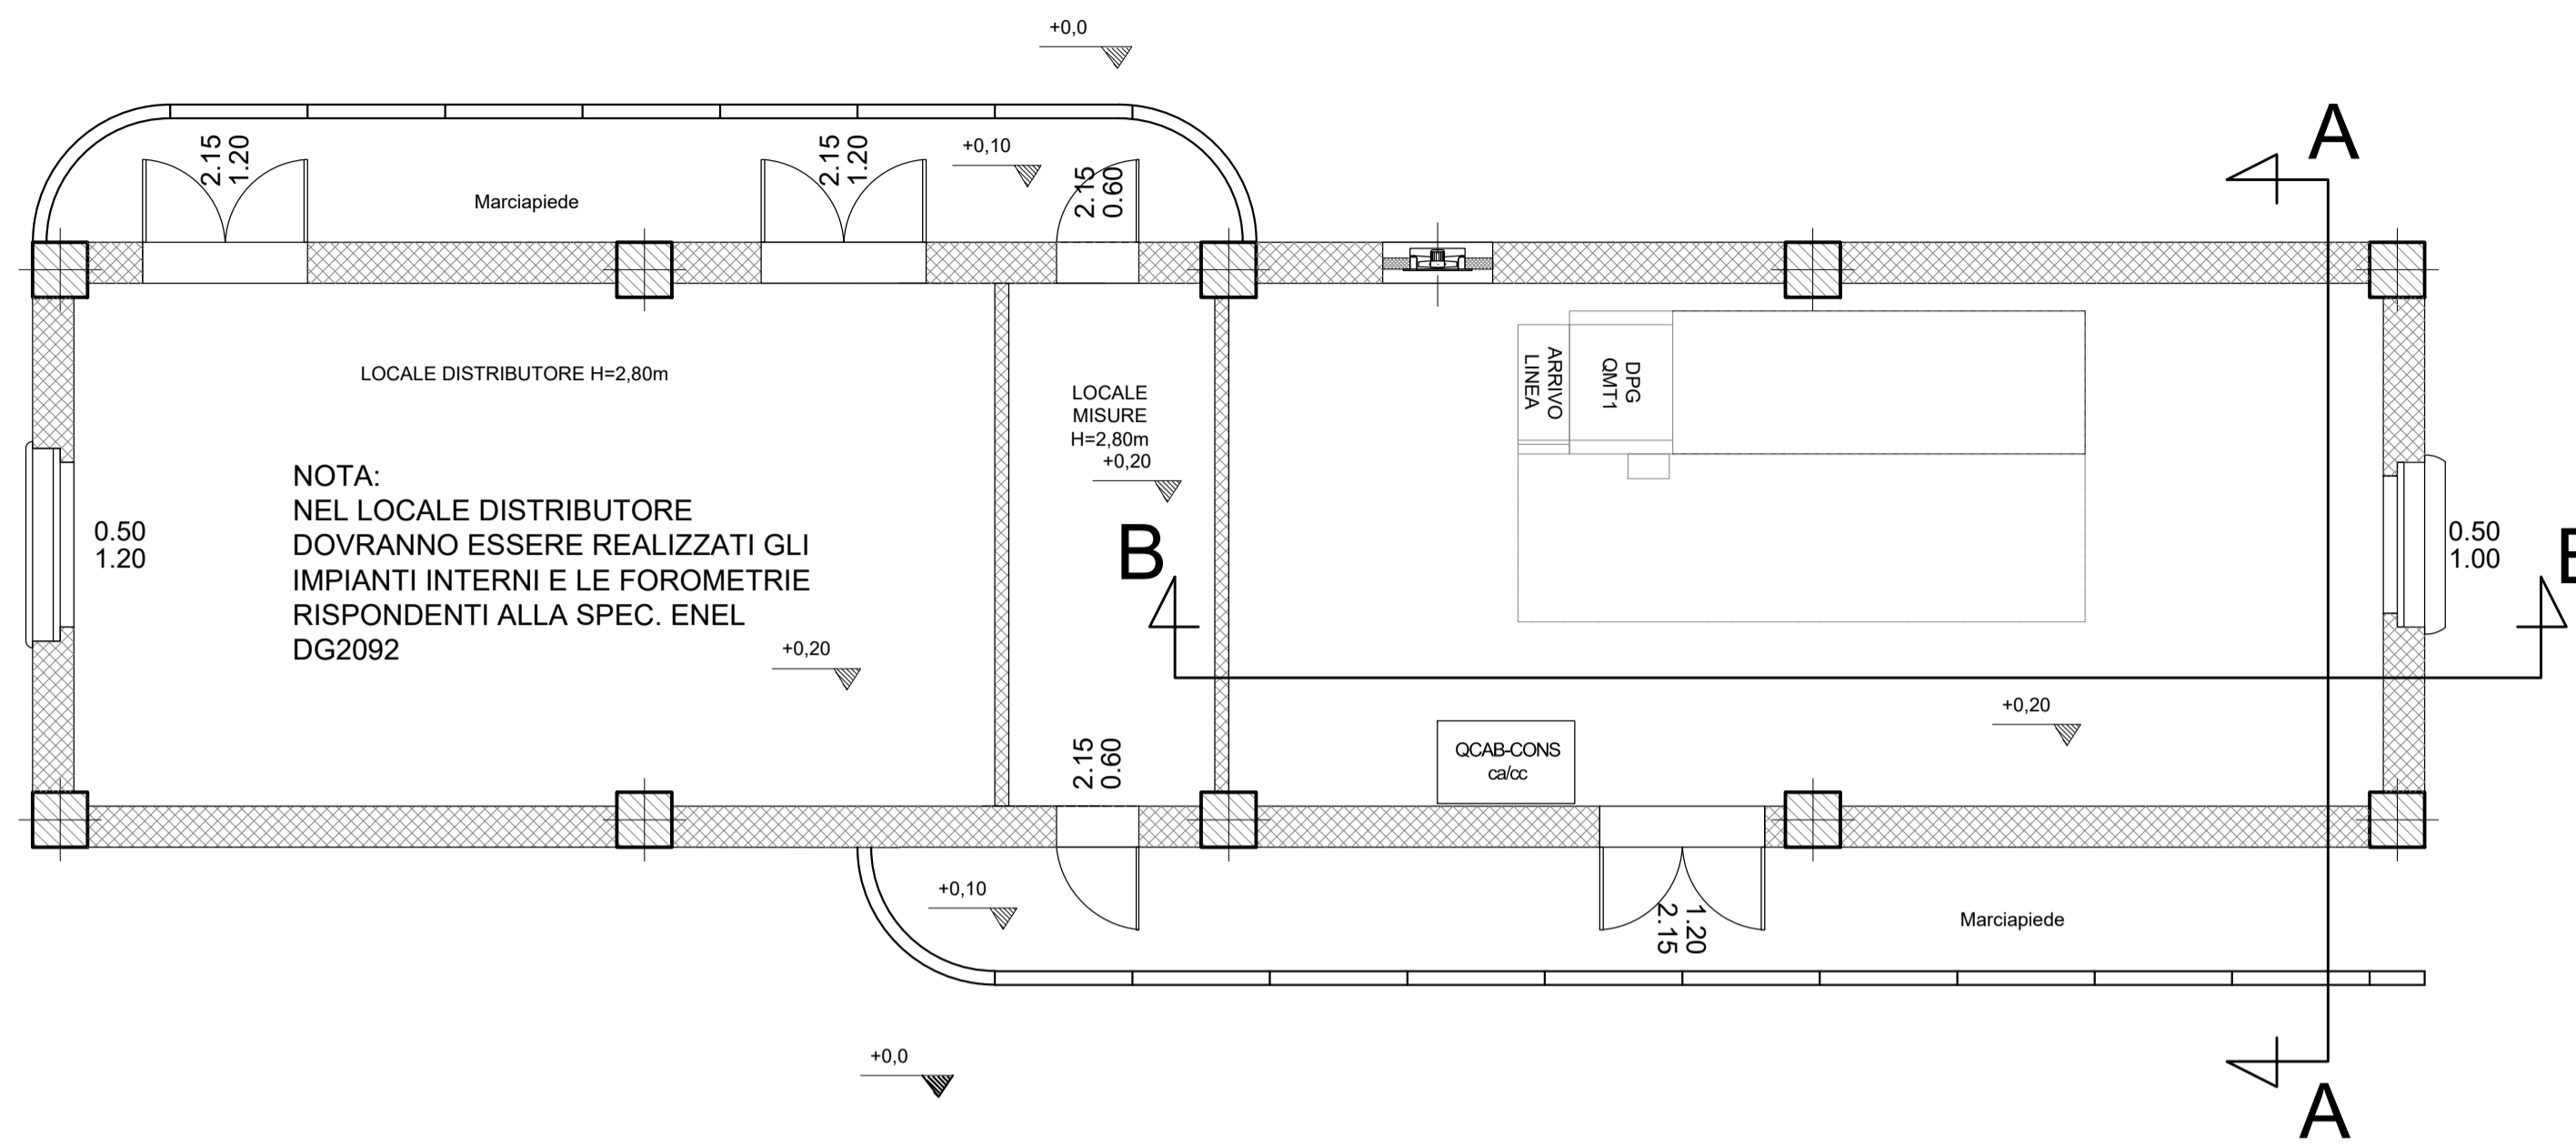 +0,0
A
2.15
1.20
2.15
1.20
+0,10
2.15
0.60
Marciapiede
LOCALE DISTRIBUTORE H=2,80m
LOCALE
MISURE
H=2,80m
+0,20
ARRIVO
LINEA
DPG
QMT1
NOTA:
NEL LOCALE DISTRIBUTORE
DOVRANNO ESSERE REALIZZATI GLI
IMPIANTI INTERNI E LE FOROMETRIE
RISPONDENTI ALLA SPEC. ENEL
DG2092
0.50
1.20
B
0.50
1.00
+0,20
+0,20
2.15
0.60
QCAB-CONS
ca/cc
+0,10
1.20
2.15
Marciapiede
+0,0
A